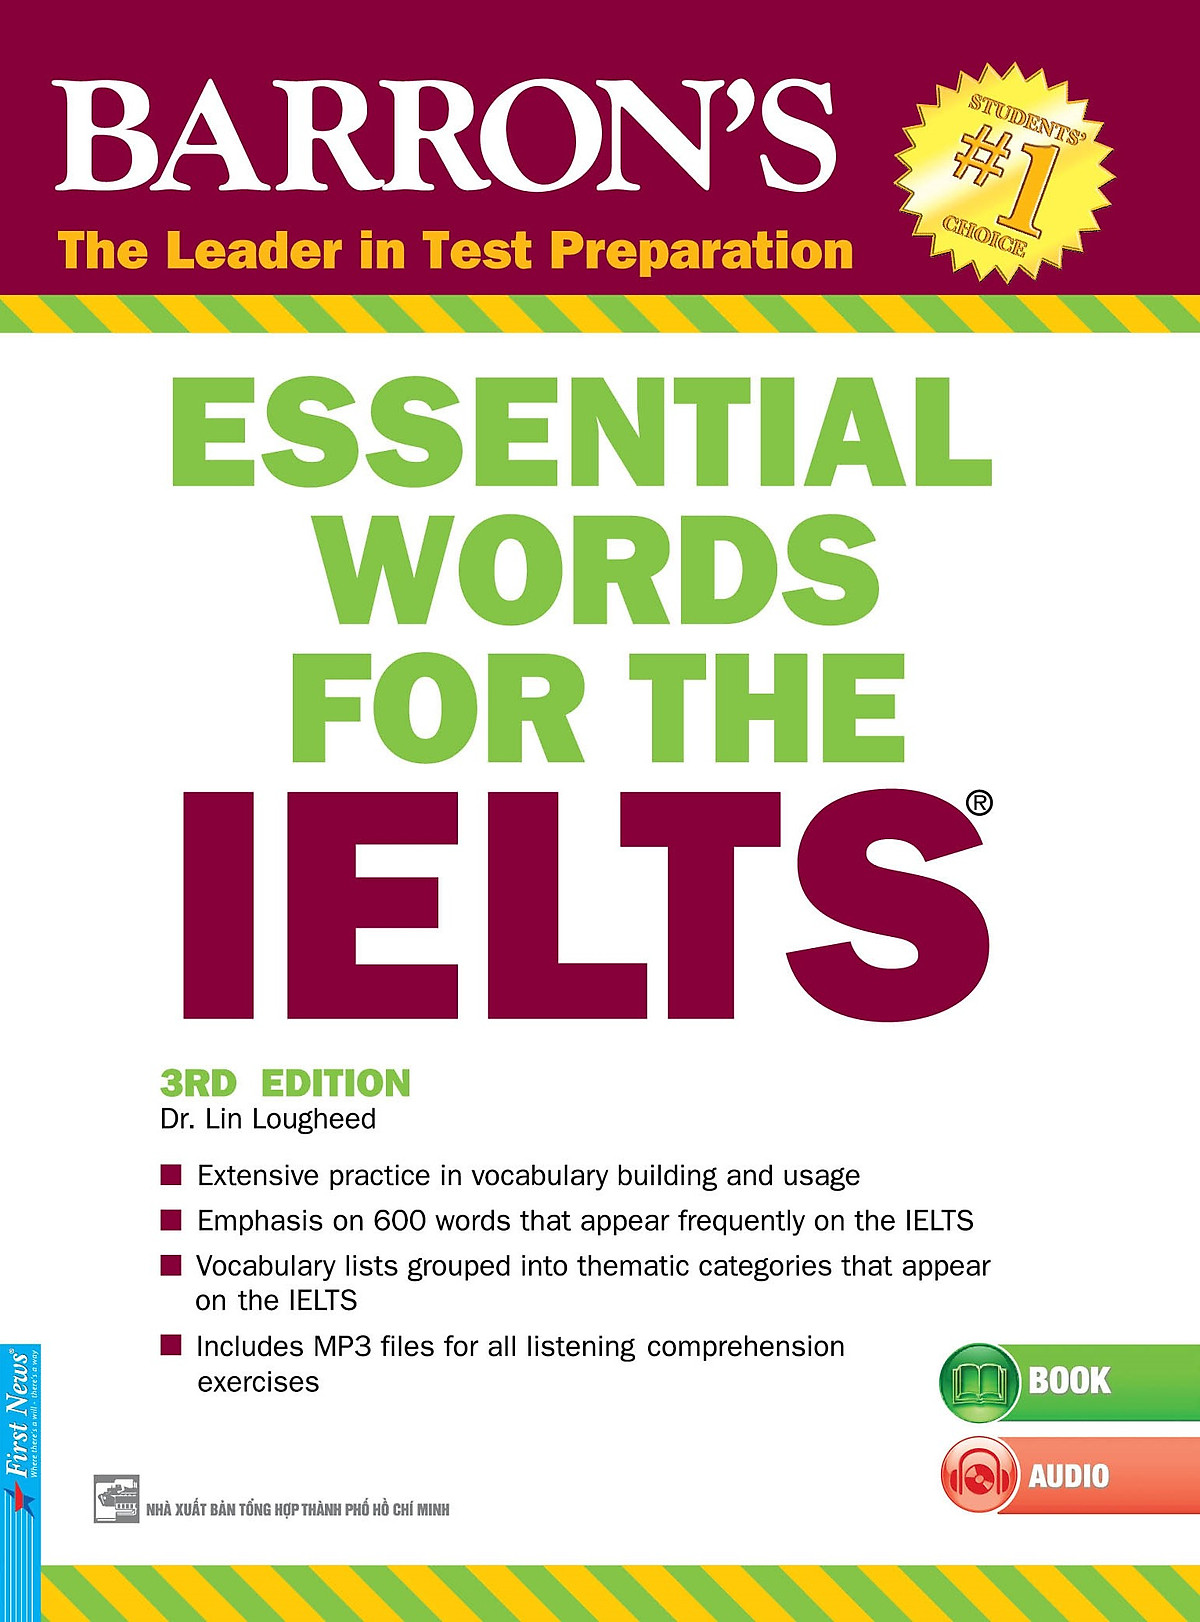 BARRON'S
The Leader in Test Preparation
STUDENTS'
#1
CHOICE
ESSENTIAL
WORDS
FOR THE
IELTS®
3RD EDITION
Dr. Lin Lougheed
Extensive practice in vocabulary building and usage
Emphasis on 600 words that appear frequently on the IELTS
Vocabulary lists grouped into thematic categories that appear
on the IELTS
Includes MP3 files for all listening comprehension
exercises
BOOK
AUDIO
First News®
Where there's a will - there's a way
NHÀ XUẤT BẢN TỔNG HỢP THÀNH PHỐ HỒ CHÍ MINH